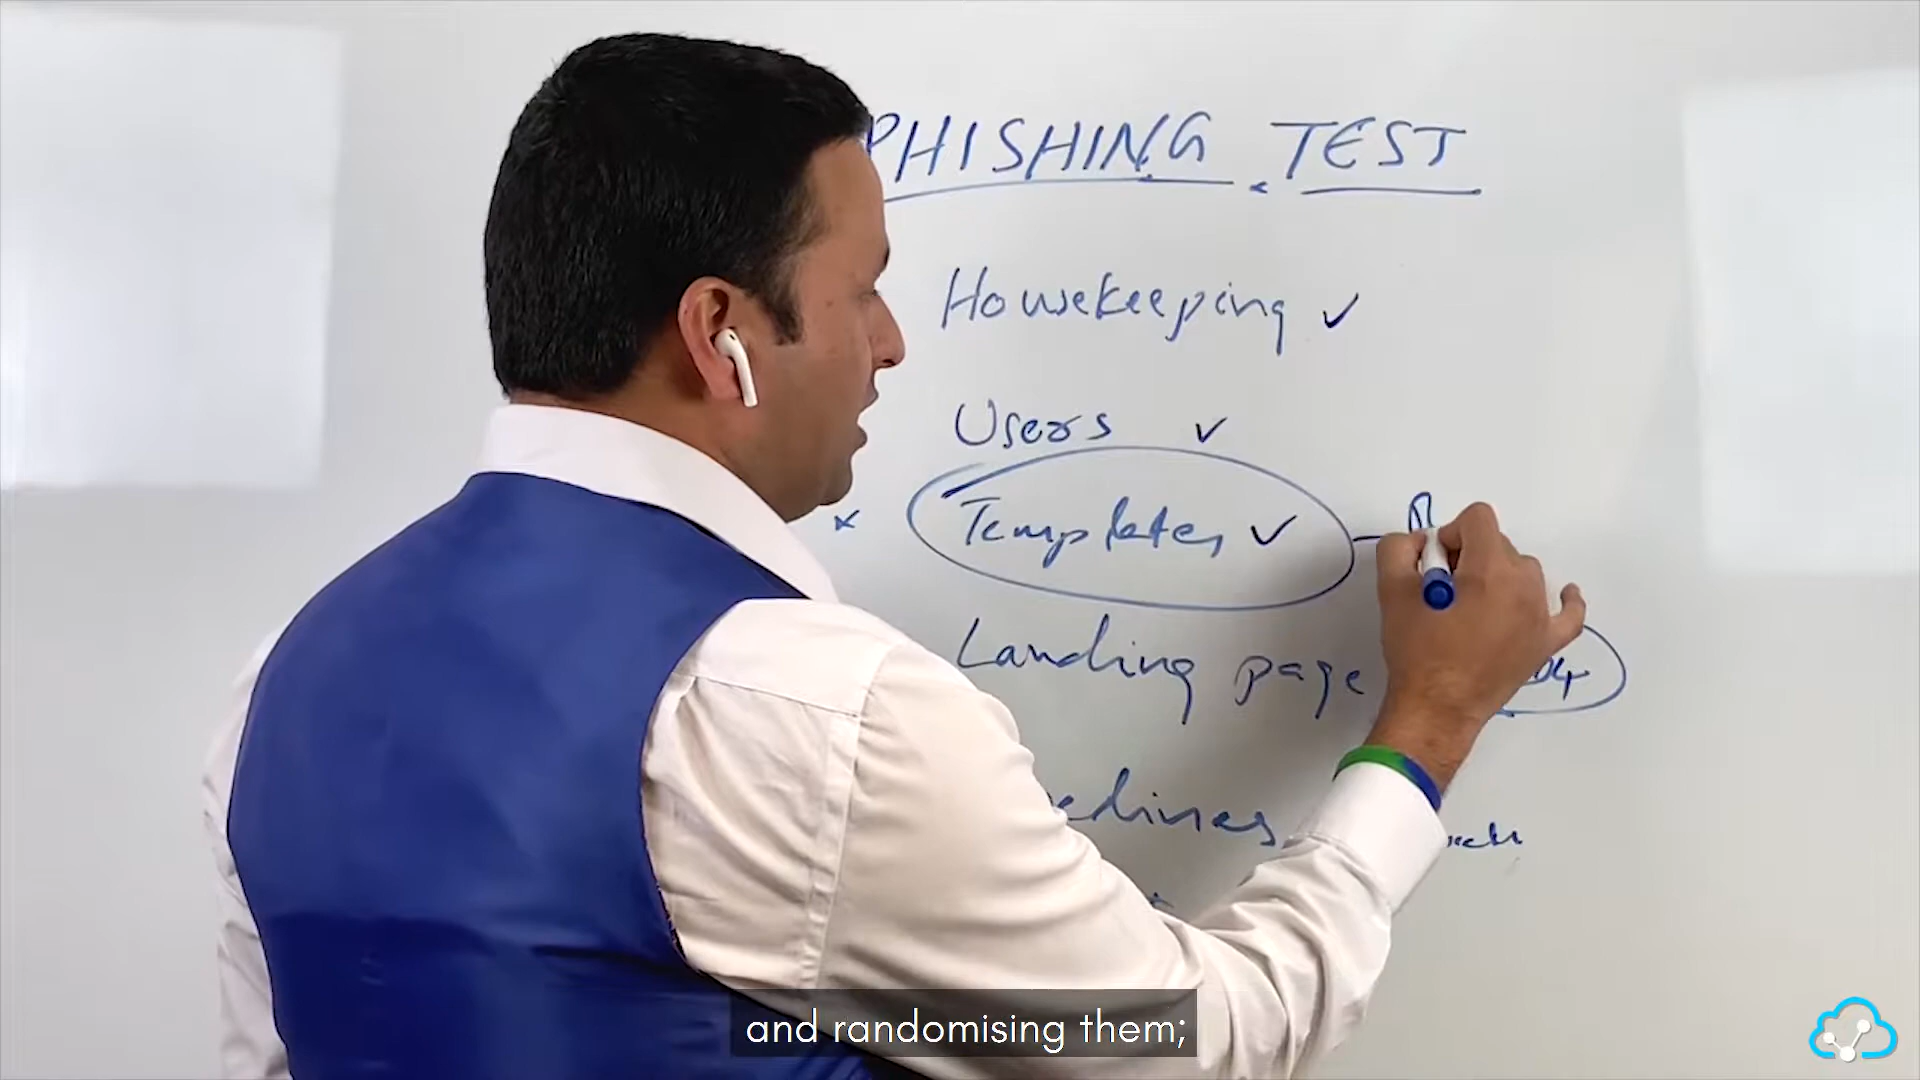 PHISHING TEST
Housekeeping ✓
Users ✓
x Templates ✓ - R
Landing page
and randomising them;